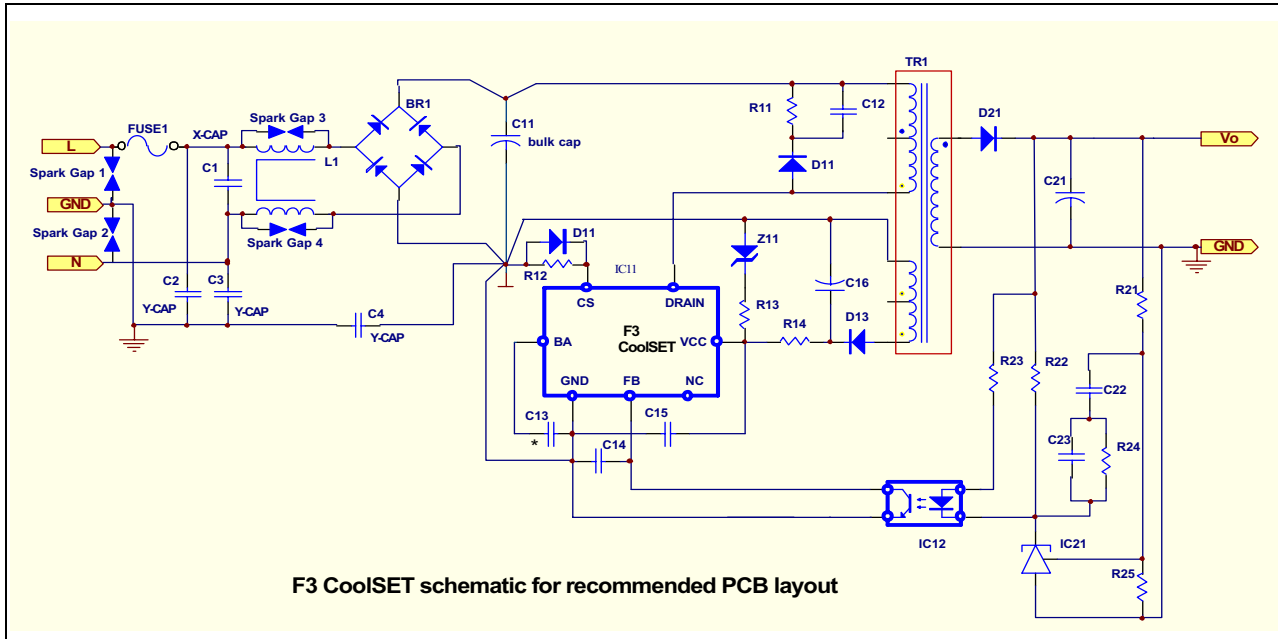 TR1
BR1
Spark Gap 3
FUSE1
X-CAP
C11
bulk cap
R11
C12
D21
L
Vo
C1
L1
D11
Spark Gap 1
C21
GND
Spark Gap 2
Spark Gap 4
D11
Z11
GND
N
R12
IC11
C2
C3
CS
DRAIN
C16
R21
Y-CAP
Y-CAP
C4
Y-CAP
F3
CoolSET
R13
BA
VCC
R14
D13
R23
R22
GND
FB
NC
C22
C13
*
C15
C14
C23
R24
IC12
IC21
R25
F3 CoolSET schematic for recommended PCB layout